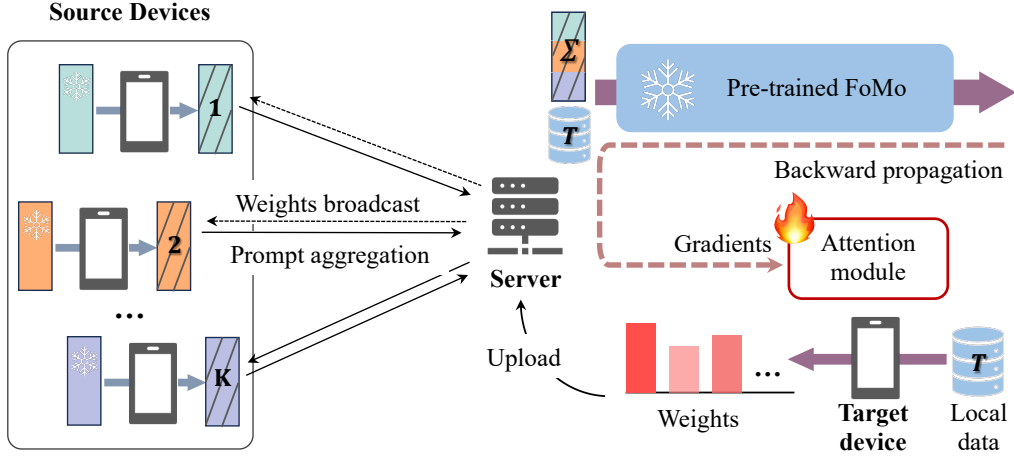 Source Devices
1
2
...
K
Weights broadcast
Prompt aggregation
Server
Σ
T
Pre-trained FoMo
Backward propagation
Gradients
Attention
module
Upload
...
Weights
Target
device
T
Local
data